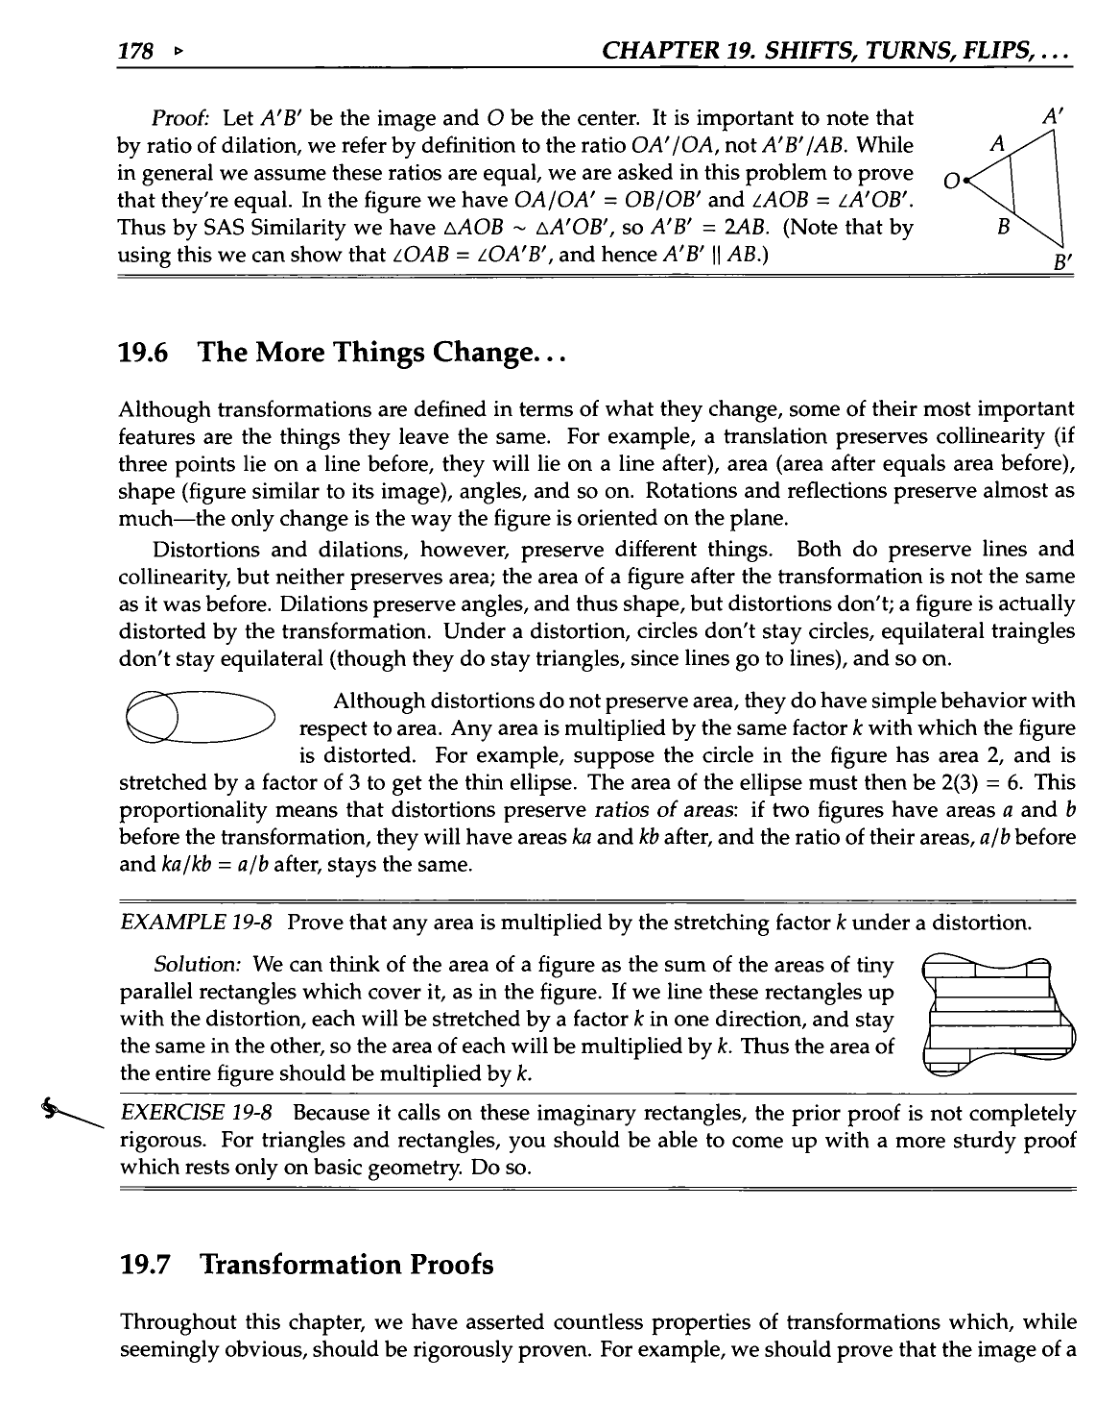 178 ▹ CHAPTER 19. SHIFTS, TURNS, FLIPS, . . .
Proof: Let A′B′ be the image and O be the center. It is important to note that
by ratio of dilation, we refer by definition to the ratio OA′/OA, not A′B′/AB. While
in general we assume these ratios are equal, we are asked in this problem to prove
that they're equal. In the figure we have OA/OA′ = OB/OB′ and ∠AOB = ∠A′OB′.
Thus by SAS Similarity we have △AOB ~ △A′OB′, so A′B′ = 2AB. (Note that by
using this we can show that ∠OAB = ∠OA′B′, and hence A′B′ || AB.)
A′
A
O
B
B′
19.6 The More Things Change. . .
Although transformations are defined in terms of what they change, some of their most important
features are the things they leave the same. For example, a translation preserves collinearity (if
three points lie on a line before, they will lie on a line after), area (area after equals area before),
shape (figure similar to its image), angles, and so on. Rotations and reflections preserve almost as
much—the only change is the way the figure is oriented on the plane.
Distortions and dilations, however, preserve different things. Both do preserve lines and
collinearity, but neither preserves area; the area of a figure after the transformation is not the same
as it was before. Dilations preserve angles, and thus shape, but distortions don't; a figure is actually
distorted by the transformation. Under a distortion, circles don't stay circles, equilateral traingles
don't stay equilateral (though they do stay triangles, since lines go to lines), and so on.
Although distortions do not preserve area, they do have simple behavior with
respect to area. Any area is multiplied by the same factor k with which the figure
is distorted. For example, suppose the circle in the figure has area 2, and is
stretched by a factor of 3 to get the thin ellipse. The area of the ellipse must then be 2(3) = 6. This
proportionality means that distortions preserve ratios of areas: if two figures have areas a and b
before the transformation, they will have areas ka and kb after, and the ratio of their areas, a/b before
and ka/kb = a/b after, stays the same.
EXAMPLE 19-8 Prove that any area is multiplied by the stretching factor k under a distortion.
Solution: We can think of the area of a figure as the sum of the areas of tiny
parallel rectangles which cover it, as in the figure. If we line these rectangles up
with the distortion, each will be stretched by a factor k in one direction, and stay
the same in the other, so the area of each will be multiplied by k. Thus the area of
the entire figure should be multiplied by k.
EXERCISE 19-8 Because it calls on these imaginary rectangles, the prior proof is not completely
rigorous. For triangles and rectangles, you should be able to come up with a more sturdy proof
which rests only on basic geometry. Do so.
19.7 Transformation Proofs
Throughout this chapter, we have asserted countless properties of transformations which, while
seemingly obvious, should be rigorously proven. For example, we should prove that the image of a